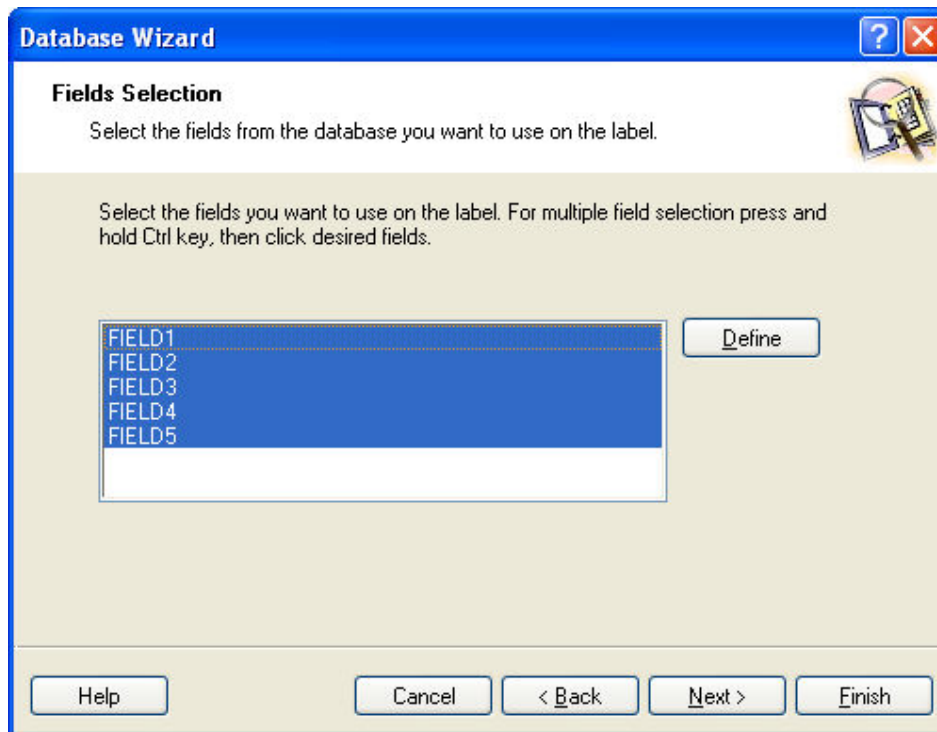 Database Wizard
?
Fields Selection
Select the fields from the database you want to use on the label.
Select the fields you want to use on the label. For multiple field selection press and
hold Ctrl key, then click desired fields.
FIELD1
FIELD2
FIELD3
FIELD4
FIELD5
Define
Help
Cancel
< Back
Next >
Finish